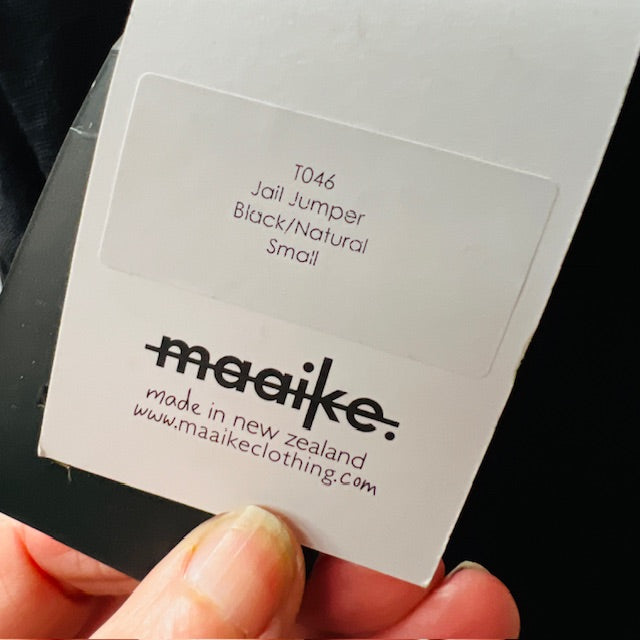 T046
Jail Jumper
Black/Natural
Small
maaike.
made in new zealand
www.maaikeclothing.com